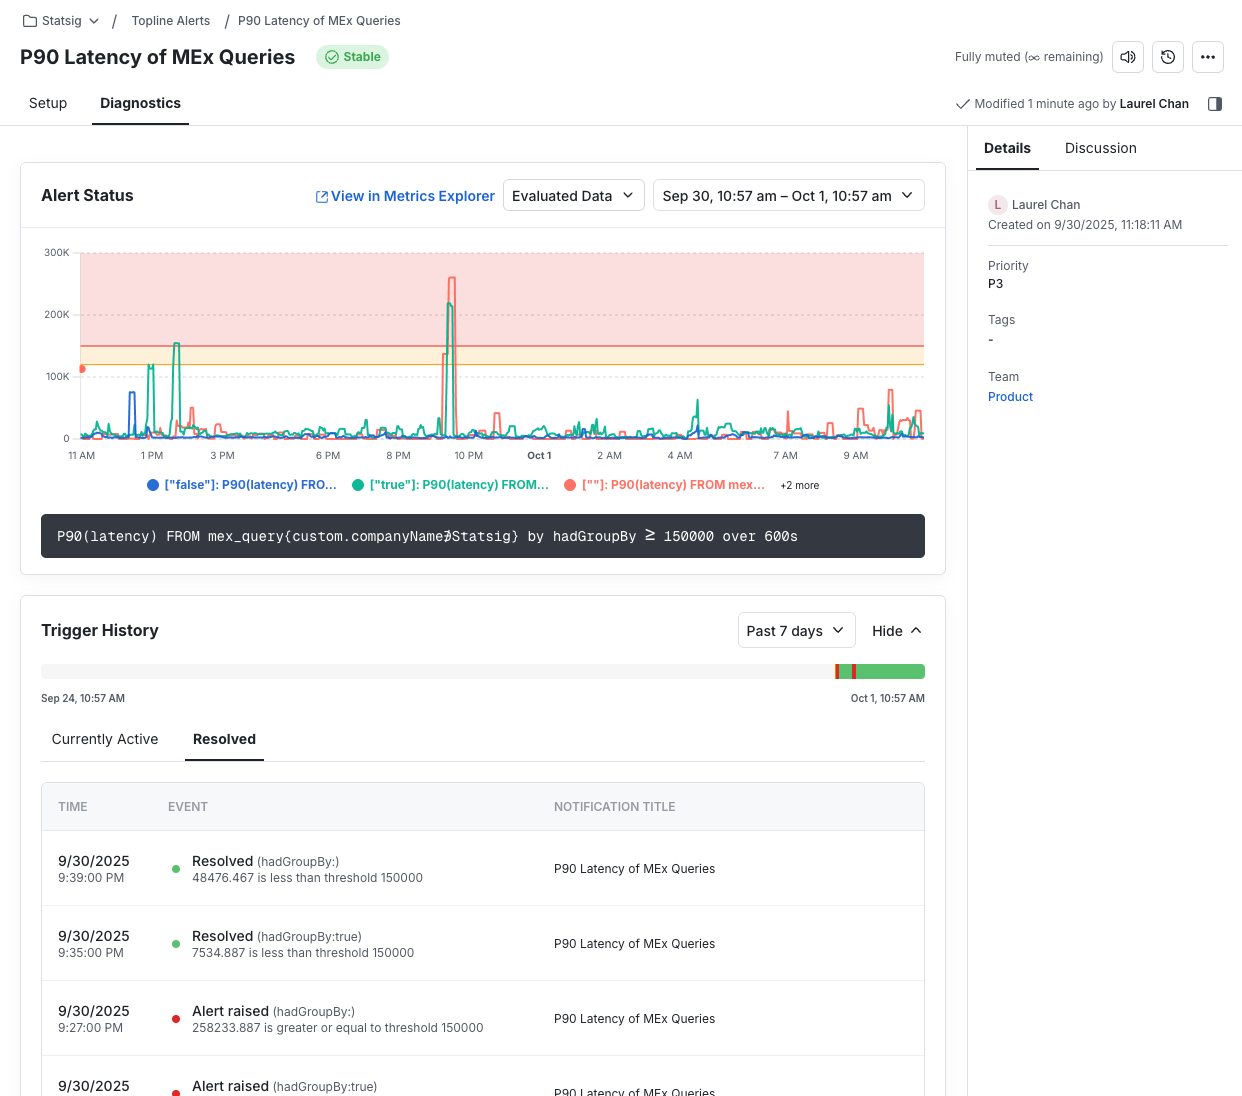 Statsig / Topline Alerts / P90 Latency of MEx Queries
P90 Latency of MEx Queries
Stable
Fully muted (∞ remaining)
Setup
Diagnostics
Modified 1 minute ago by Laurel Chan
Details
Discussion
Alert Status
View in Metrics Explorer
Evaluated Data
Sep 30, 10:57 am – Oct 1, 10:57 am
L Laurel Chan
Created on 9/30/2025, 11:18:11 AM
Priority
P3
Tags
-
Team
Product
300K
200K
100K
0
11 AM 1 PM 3 PM 6 PM 8 PM 10 PM Oct 1 2 AM 4 AM 7 AM 9 AM
["false"]: P90(latency) FRO... ["true"]: P90(latency) FROM... [""]: P90(latency) FROM mex... +2 more
P90(latency) FROM mex_query{custom.companyName∌Statsig} by hadGroupBy ≥ 150000 over 600s
Trigger History
Past 7 days
Hide
Sep 24, 10:57 AM
Oct 1, 10:57 AM
Currently Active
Resolved
TIME EVENT NOTIFICATION TITLE
9/30/2025
9:39:00 PM
Resolved (hadGroupBy:)
48476.467 is less than threshold 150000
P90 Latency of MEx Queries
9/30/2025
9:35:00 PM
Resolved (hadGroupBy:true)
7534.887 is less than threshold 150000
P90 Latency of MEx Queries
9/30/2025
9:27:00 PM
Alert raised (hadGroupBy:)
258233.887 is greater or equal to threshold 150000
P90 Latency of MEx Queries
9/30/2025
Alert raised (hadGroupBy:true)
P90 Latency of MEx Queries